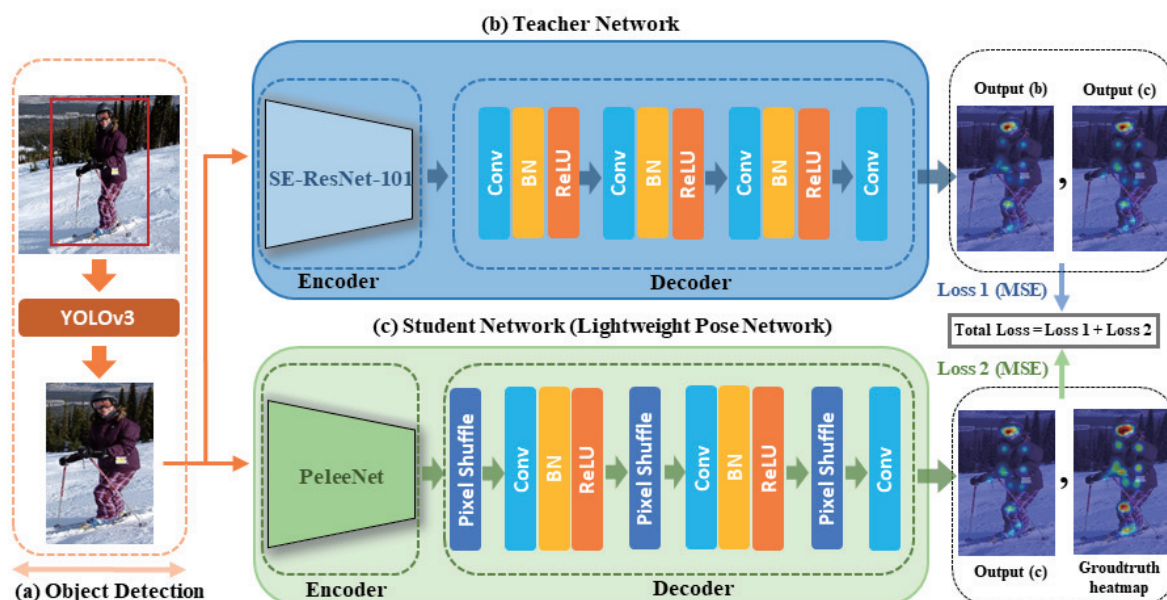 (b) Teacher Network
Output (b)
Output (c)
SE-ResNet-101
Conv
BN
ReLU
Conv
BN
ReLU
Conv
BN
ReLU
Conv
,
Encoder
Decoder
YOLOv3
Loss 1 (MSE)
Total Loss = Loss 1 + Loss 2
Loss 2 (MSE)
(c) Student Network (Lightweight Pose Network)
PeleeNet
Pixel Shuffle
Conv
BN
ReLU
Pixel Shuffle
Conv
BN
ReLU
Pixel Shuffle
Conv
,
Encoder
Decoder
Output (c)
Groudtruth
heatmap
(a) Object Detection